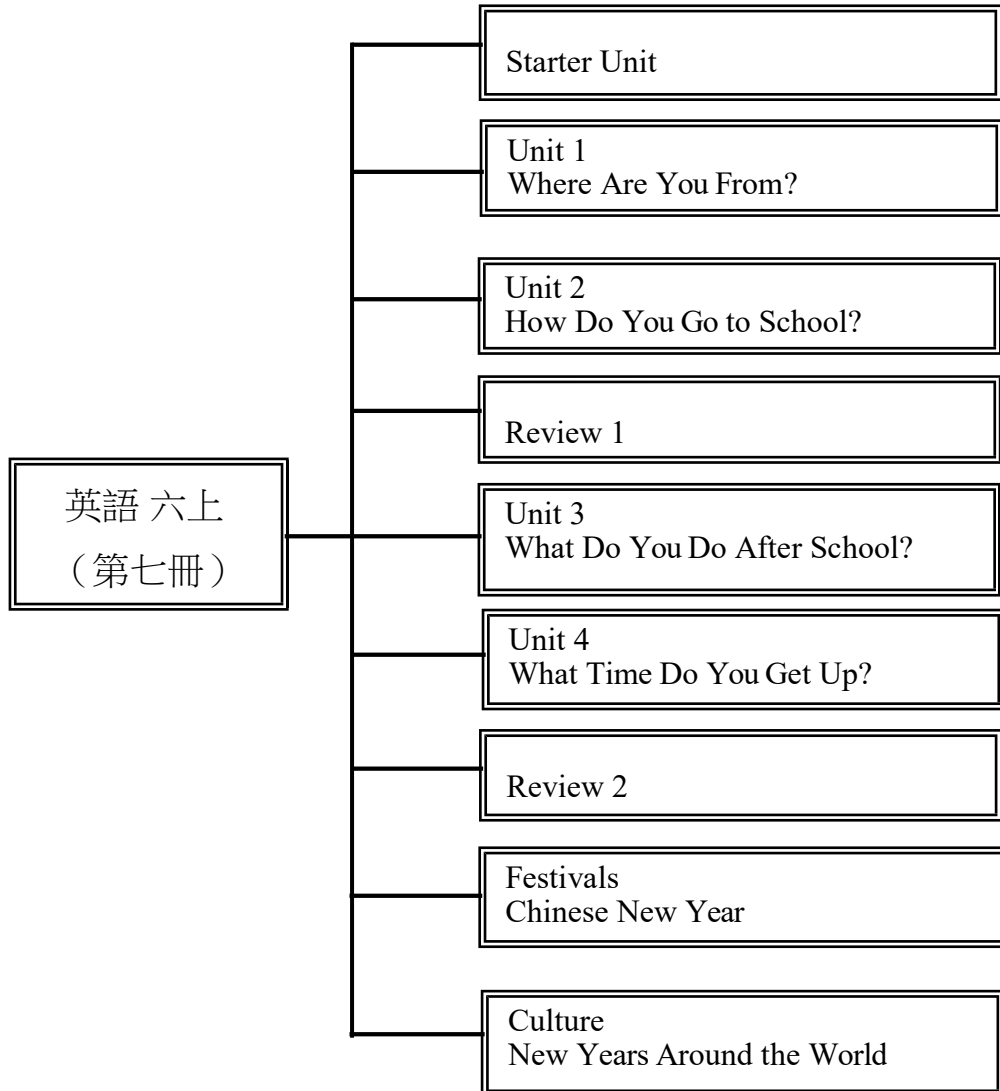 Starter Unit
Unit 1
Where Are You From?
Unit 2
How Do You Go to School?
Review 1
英語 六上
（第七冊）
Unit 3
What Do You Do After School?
Unit 4
What Time Do You Get Up?
Review 2
Festivals
Chinese New Year
Culture
New Years Around the World